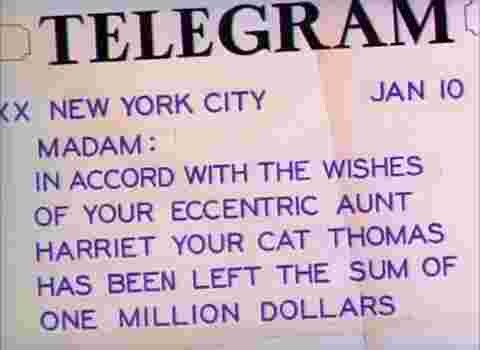 TELEGRAM
XX NEW YORK CITY JAN 10
MADAM:
IN ACCORD WITH THE WISHES
OF YOUR ECCENTRIC AUNT
HARRIET YOUR CAT THOMAS
HAS BEEN LEFT THE SUM OF
ONE MILLION DOLLARS